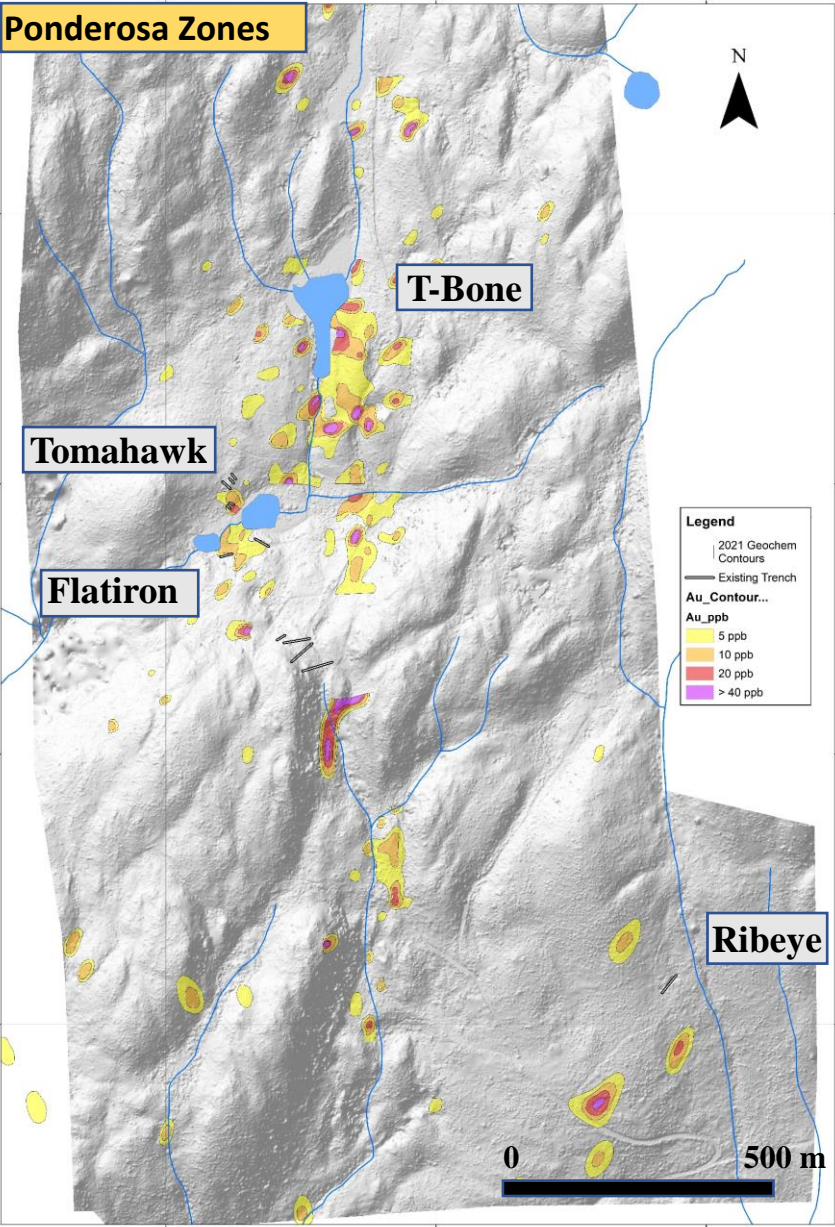 Ponderosa Zones
N
T-Bone
Tomahawk
Flatiron
Legend
2021 Geochem
Contours
Existing Trench
Au_Contour...
Au_ppb
5 ppb
10 ppb
20 ppb
> 40 ppb
Ribeye
0
500 m